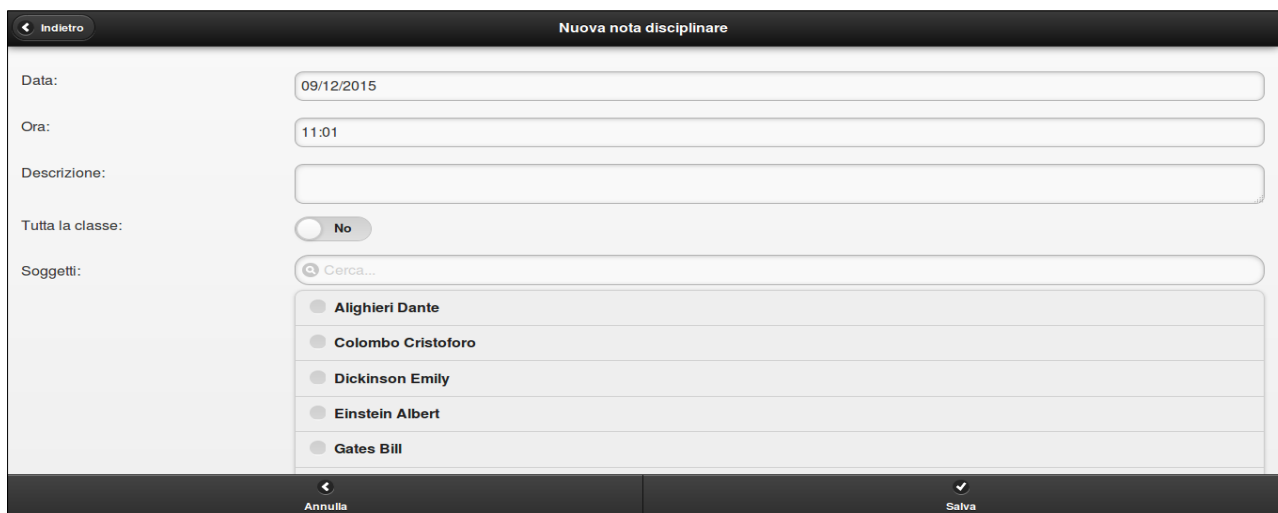 Indietro
Nuova nota disciplinare
Data:
09/12/2015
Ora:
11:01
Descrizione:
Tutta la classe:
No
Soggetti:
Cerca...
Alighieri Dante
Colombo Cristoforo
Dickinson Emily
Einstein Albert
Gates Bill
Annulla
Salva